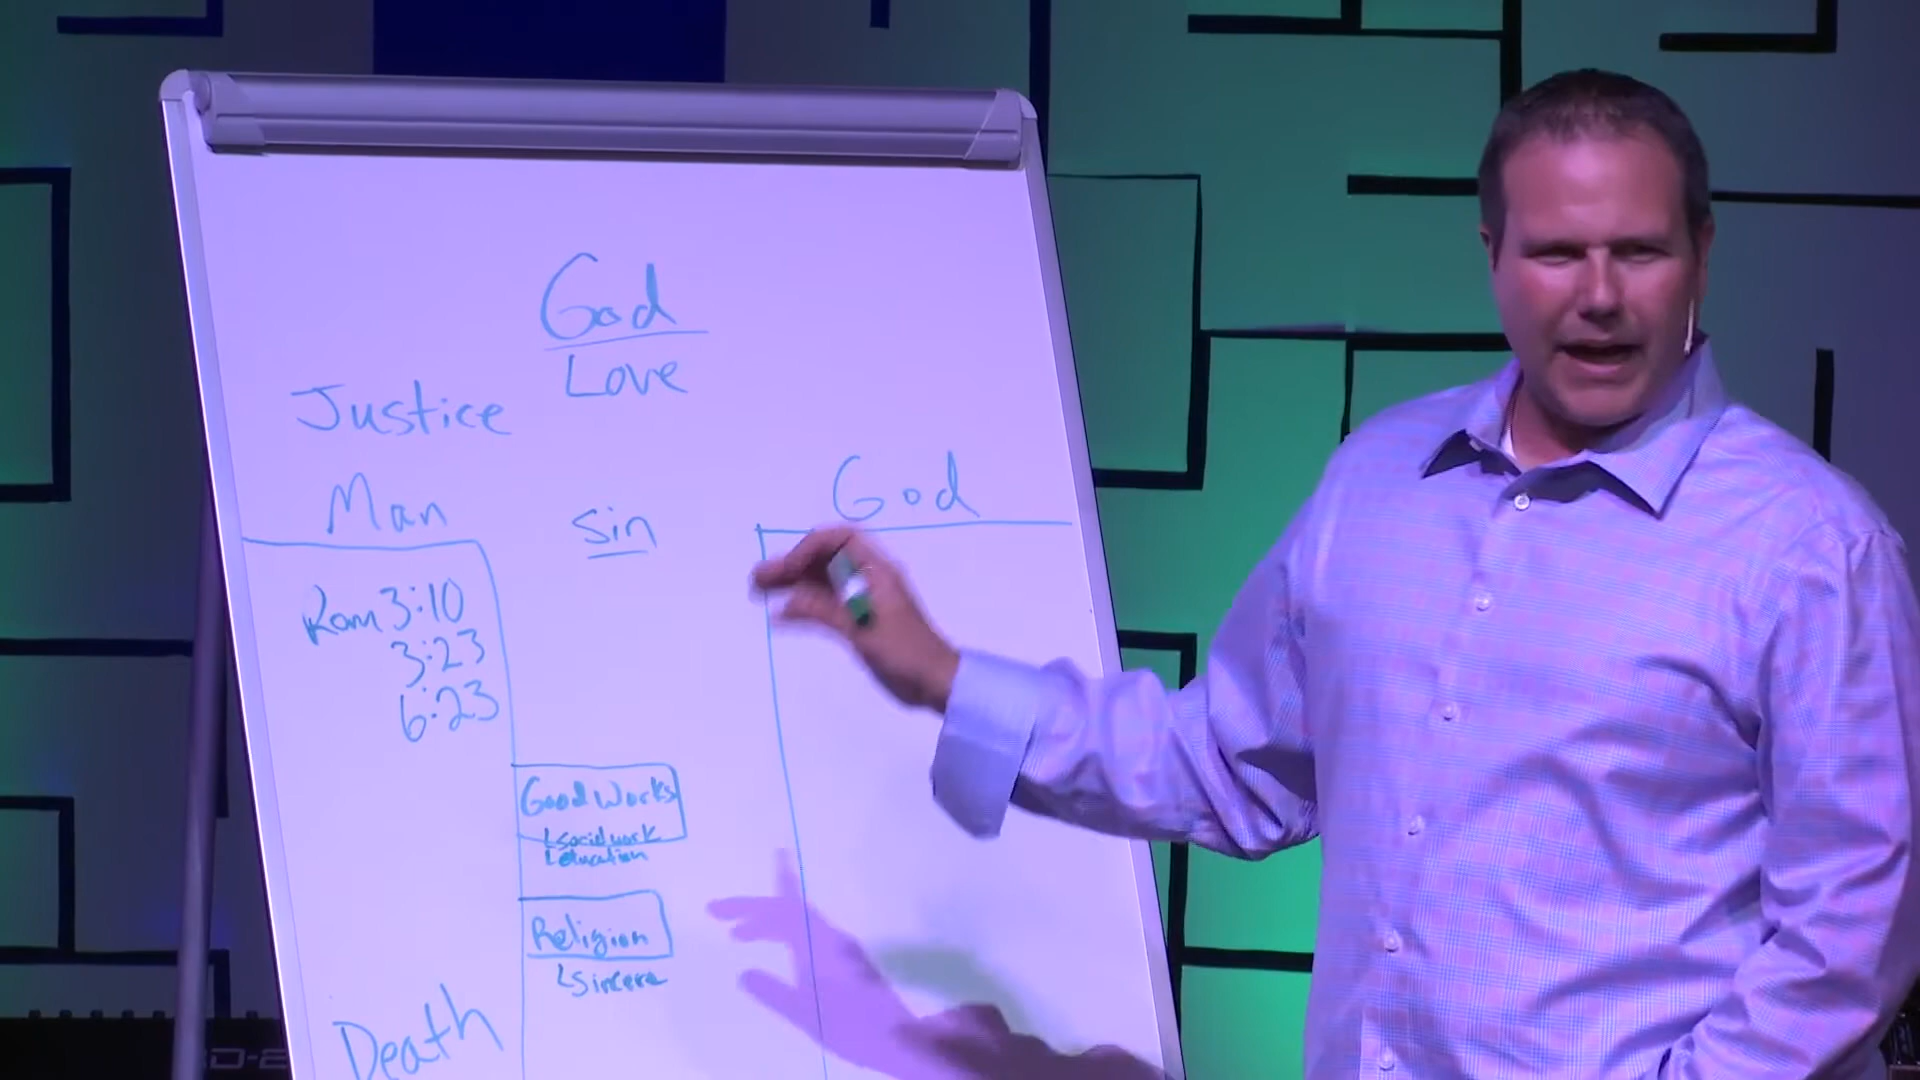 God
Love
Justice
Man
sin
God
Rom 3:10
3:23
6:23
Good Works
social work
education
Religion
sincere
Death